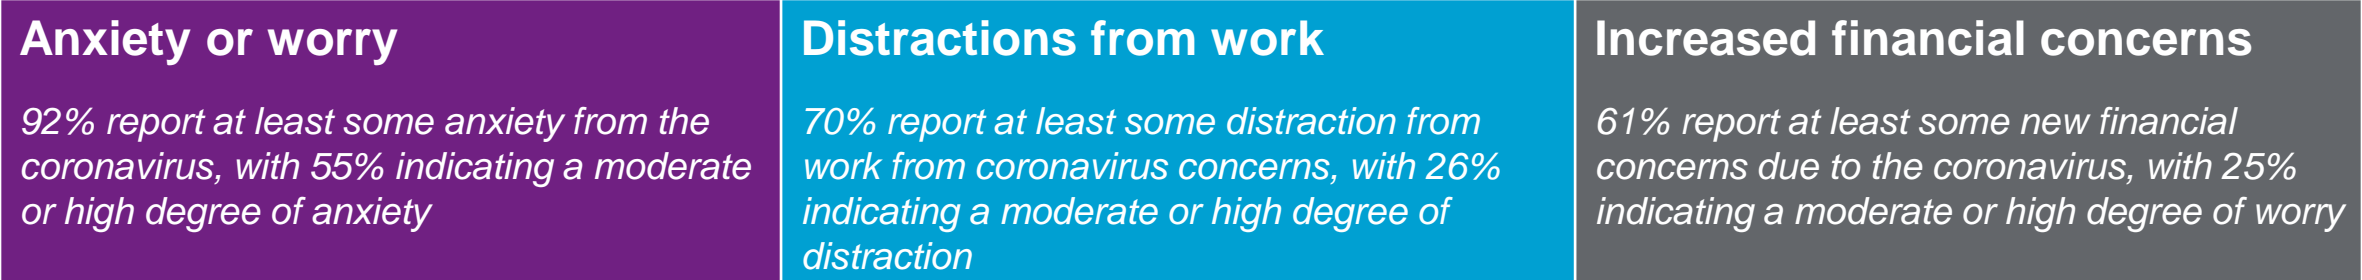 Anxiety or worry
92% report at least some anxiety from the
coronavirus, with 55% indicating a moderate
or high degree of anxiety
Distractions from work
70% report at least some distraction from
work from coronavirus concerns, with 26%
indicating a moderate or high degree of
distraction
Increased financial concerns
61% report at least some new financial
concerns due to the coronavirus, with 25%
indicating a moderate or high degree of worry